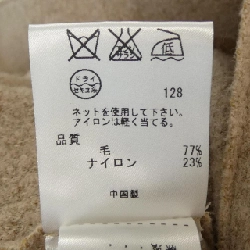 低
ドライ
セキユ系
128
ネットを使用して下さい。
アイロンは軽く当てる。
品質
毛 77%
ナイロン 23%
中国製